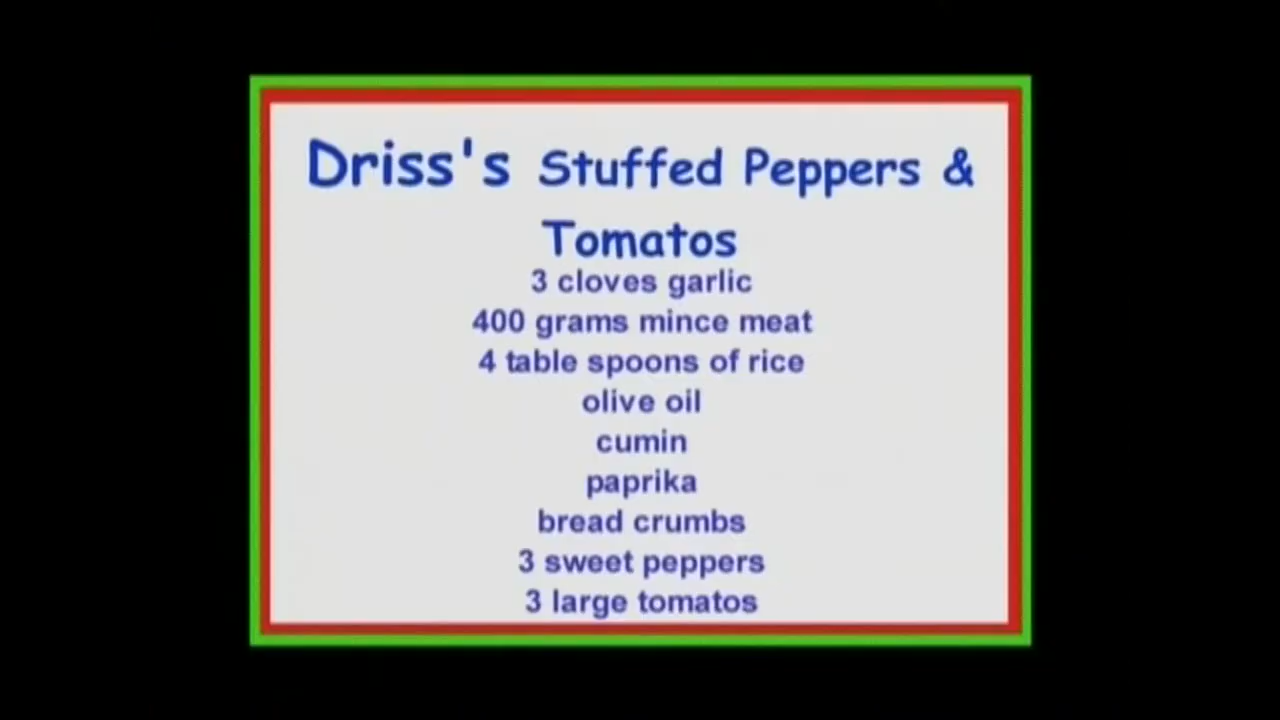 Driss's Stuffed Peppers &
Tomatos
3 cloves garlic
400 grams mince meat
4 table spoons of rice
olive oil
cumin
paprika
bread crumbs
3 sweet peppers
3 large tomatos